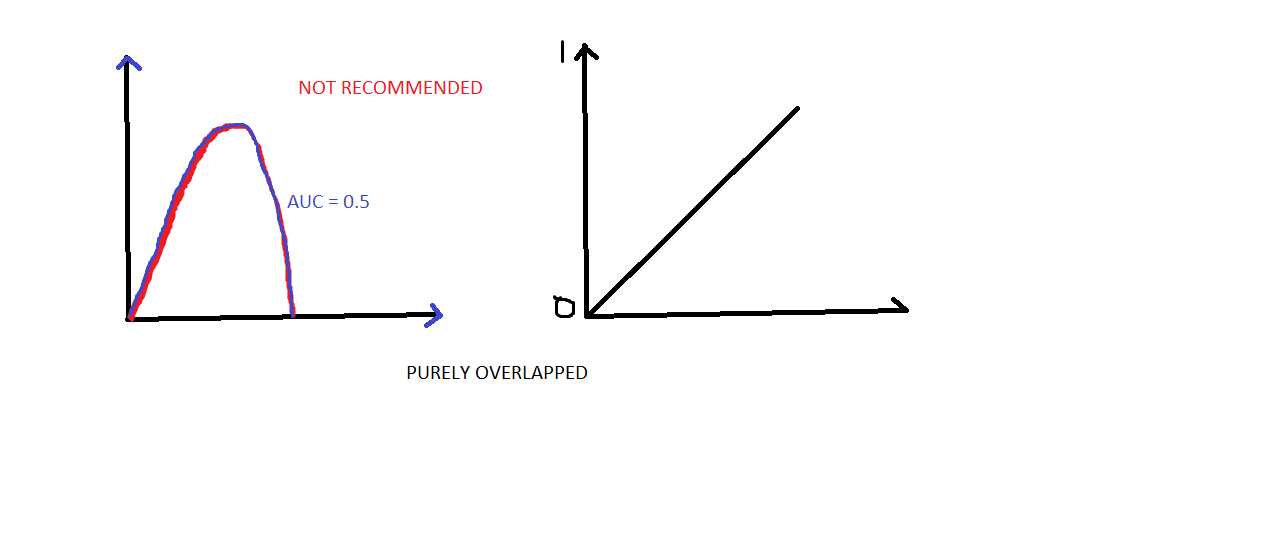 1
NOT RECOMMENDED
AUC = 0.5
0
PURELY OVERLAPPED